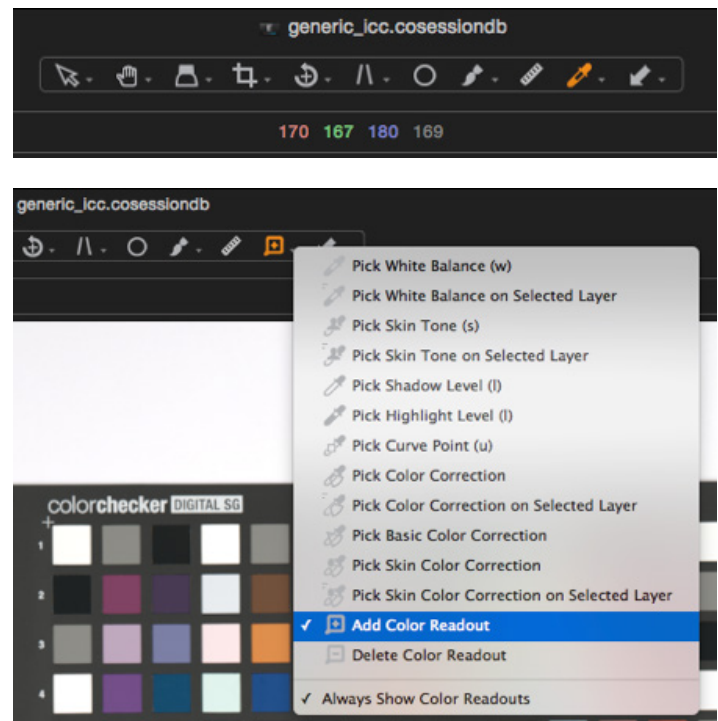 generic_icc.cosessiondb
170 167 180 169
generic_icc.cosessiondb
Pick White Balance (w)
Pick White Balance on Selected Layer
Pick Skin Tone (s)
Pick Skin Tone on Selected Layer
Pick Shadow Level (l)
Pick Highlight Level (l)
Pick Curve Point (u)
Pick Color Correction
Pick Color Correction on Selected Layer
Pick Basic Color Correction
Pick Skin Color Correction
Pick Skin Color Correction on Selected Layer
Add Color Readout
Delete Color Readout
Always Show Color Readouts
colorchecker DIGITAL SG
1
2
3
4